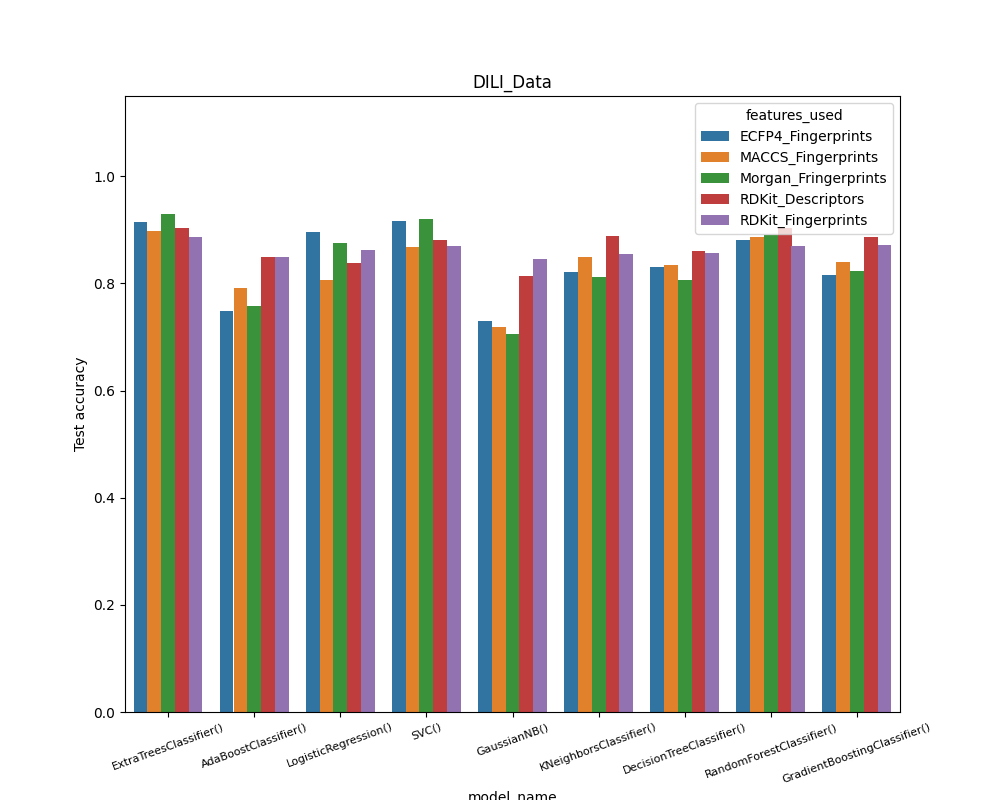 DILI_Data
features_used
ECFP4_Fingerprints
MACCS_Fingerprints
Morgan_Fringerprints
RDKit_Descriptors
RDKit_Fingerprints
1.0
0.8
0.6
0.4
0.2
0.0
Test accuracy
ExtraTreesClassifier()
AdaBoostClassifier()
LogisticRegression()
SVC()
GaussianNB()
KNeighborsClassifier()
DecisionTreeClassifier()
RandomForestClassifier()
GradientBoostingClassifier()
model_name